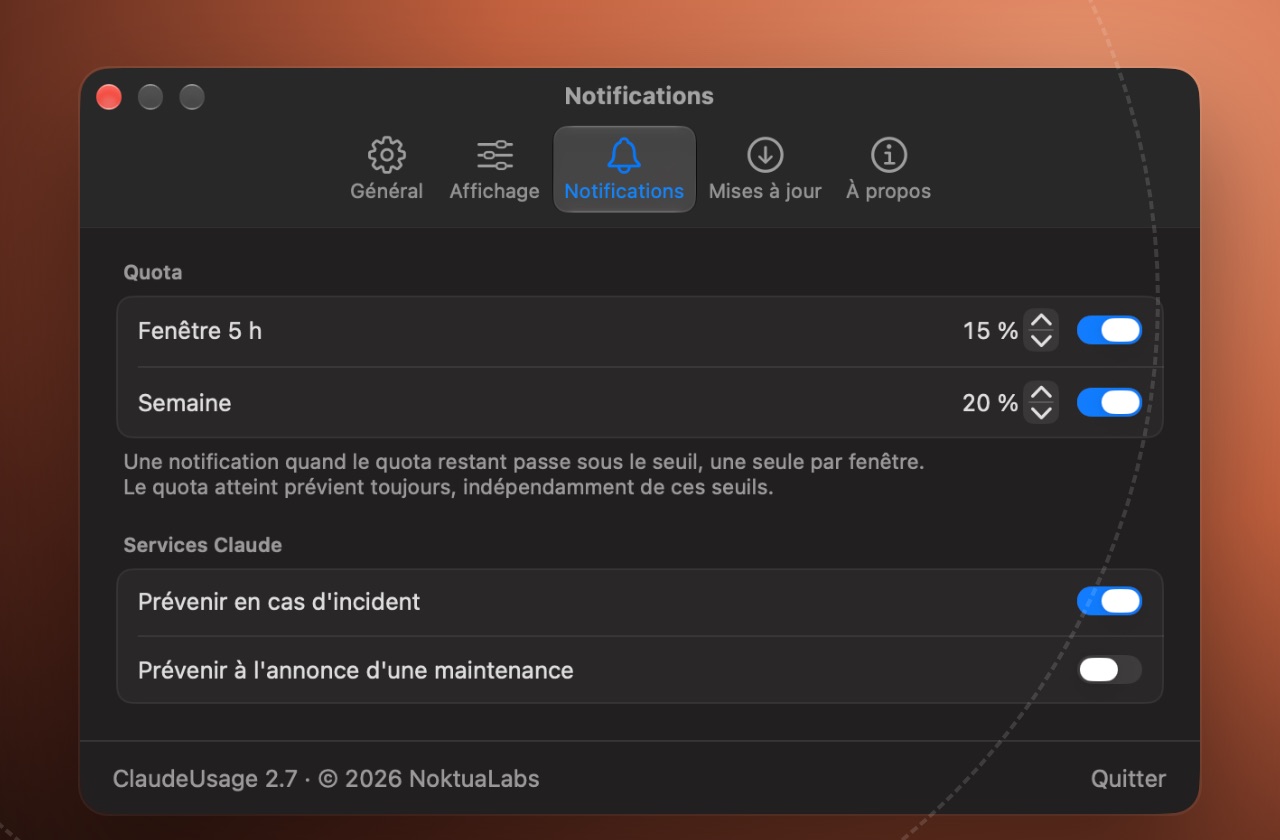 Notifications
Général
Affichage
Notifications
Mises à jour
À propos
Quota
Fenêtre 5 h
15 %
Semaine
20 %
Une notification quand le quota restant passe sous le seuil, une seule par fenêtre.
Le quota atteint prévient toujours, indépendamment de ces seuils.
Services Claude
Prévenir en cas d'incident
Prévenir à l'annonce d'une maintenance
ClaudeUsage 2.7 · © 2026 NoktuaLabs
Quitter